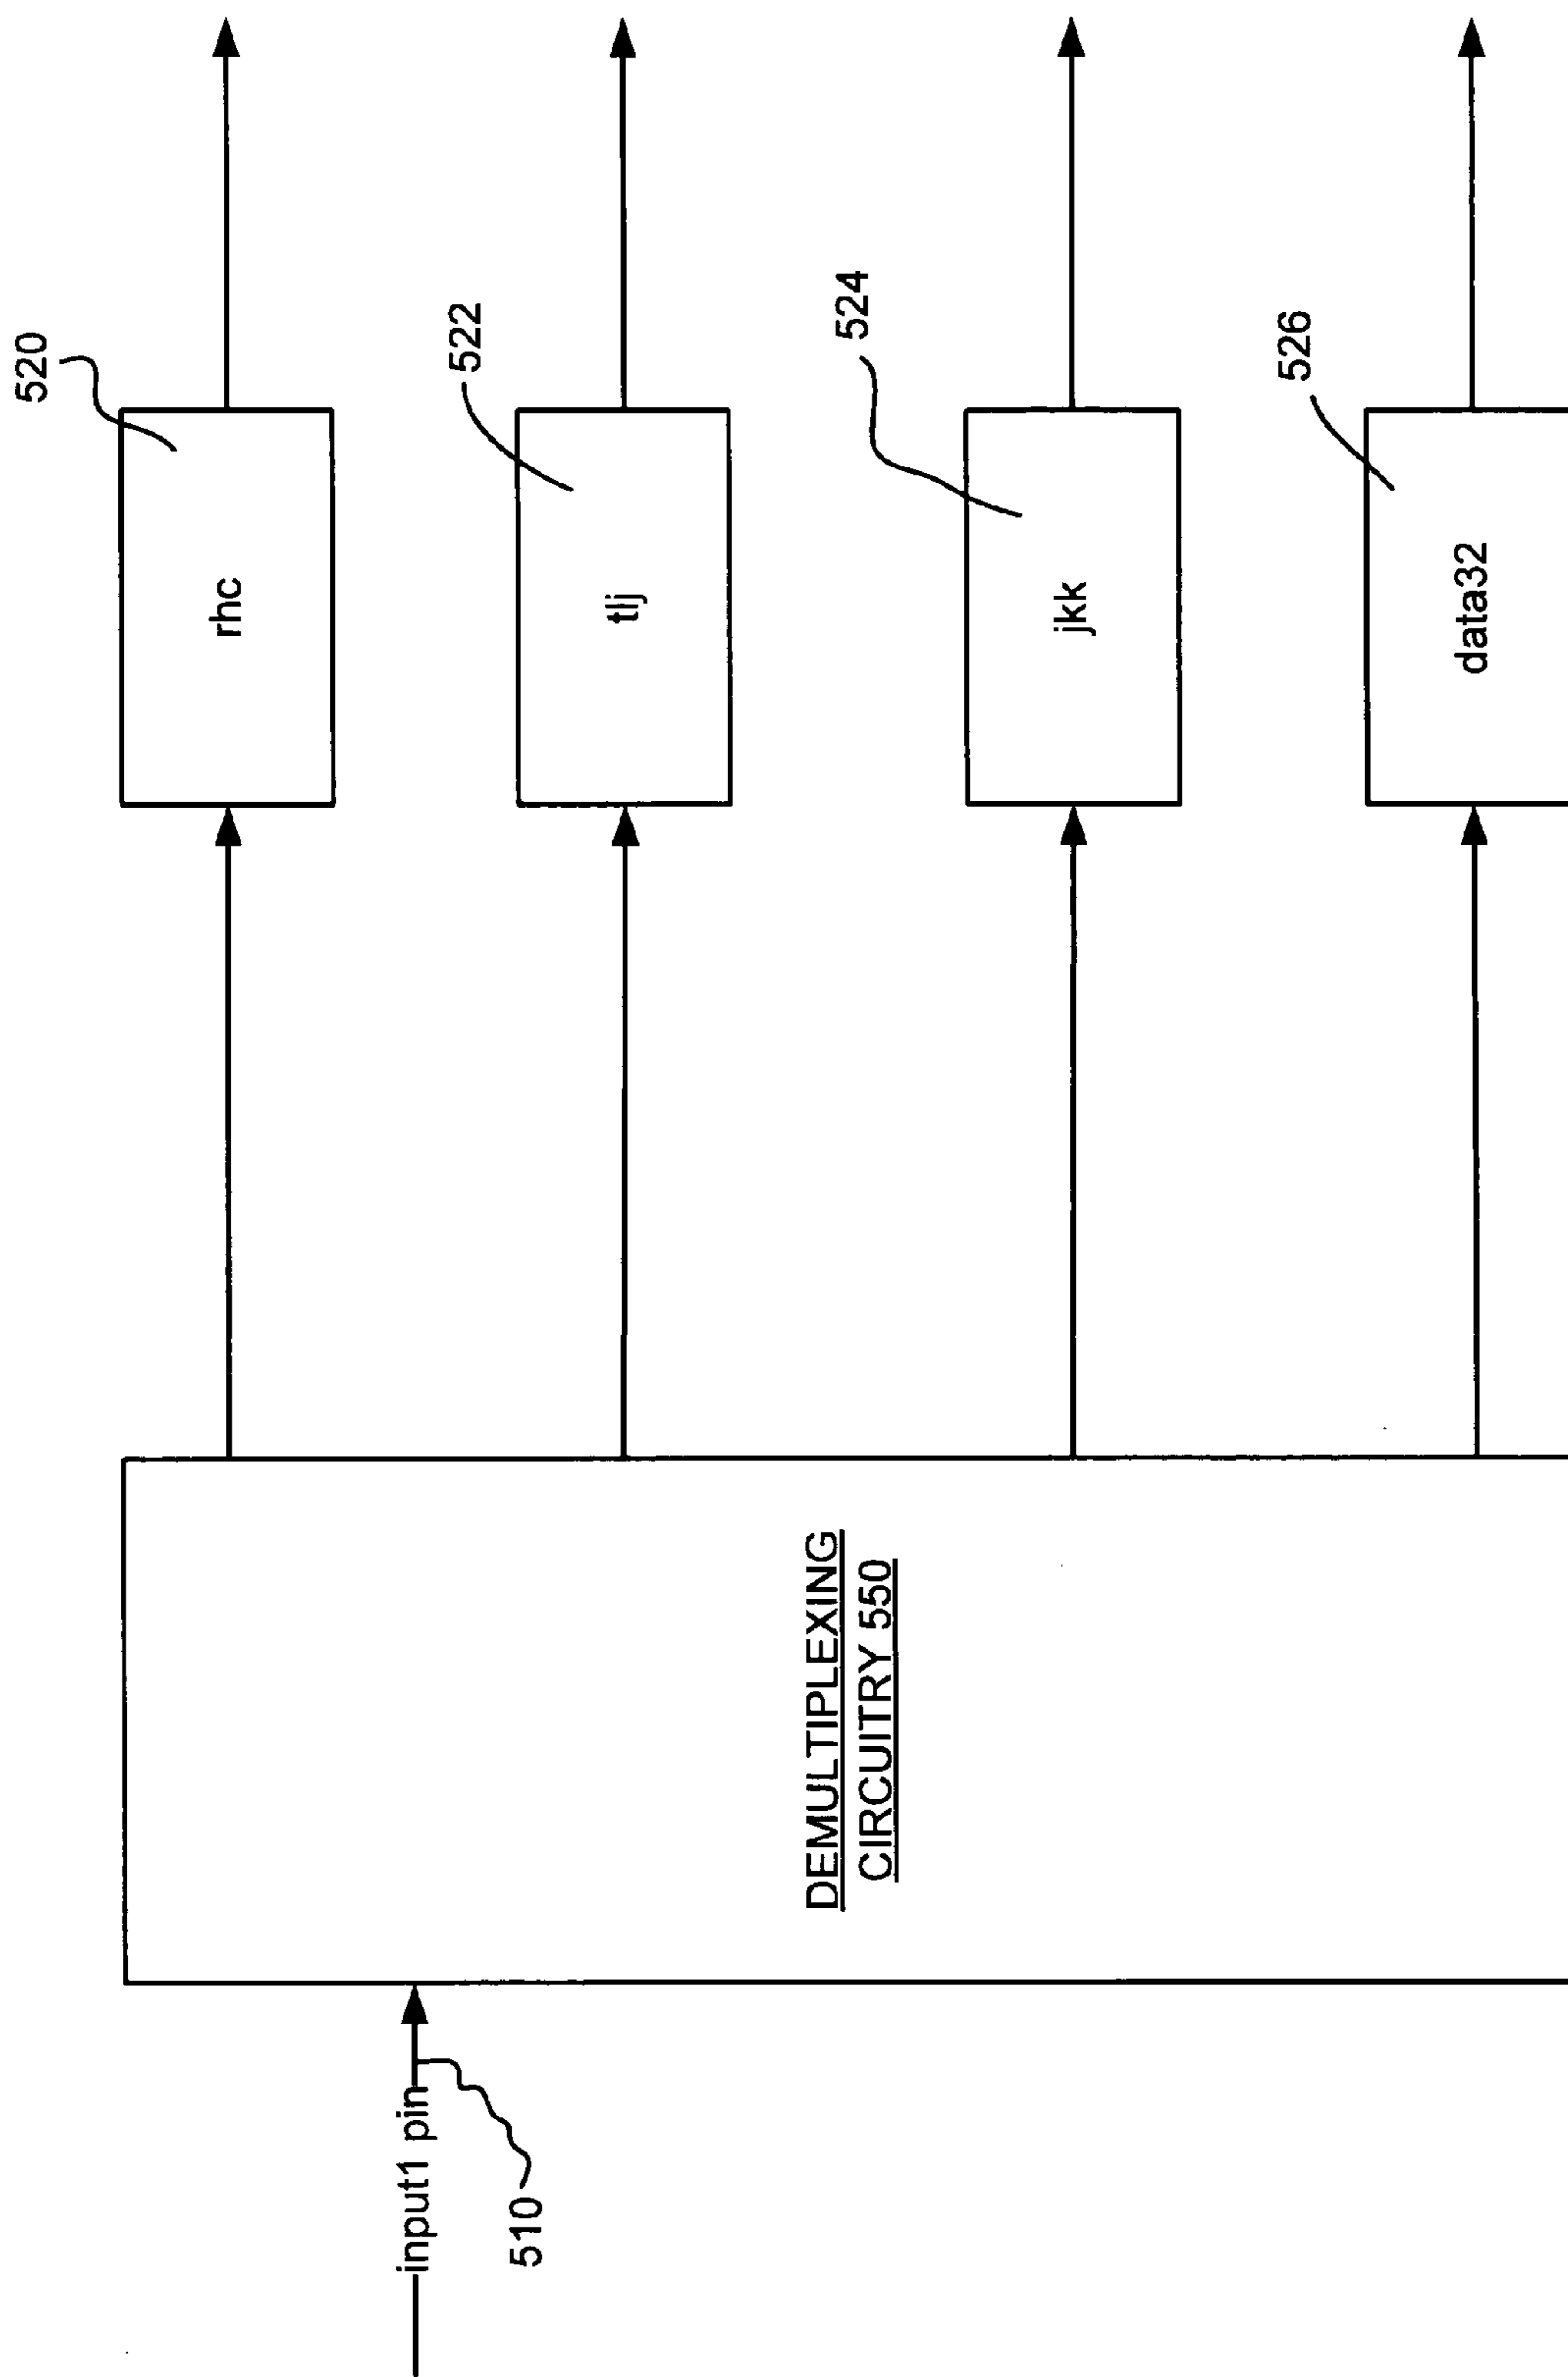 520
rhc
522
tlj
524
jkk
526
data32
DEMULTIPLEXING
CIRCUITRY 550
input1 pin
510